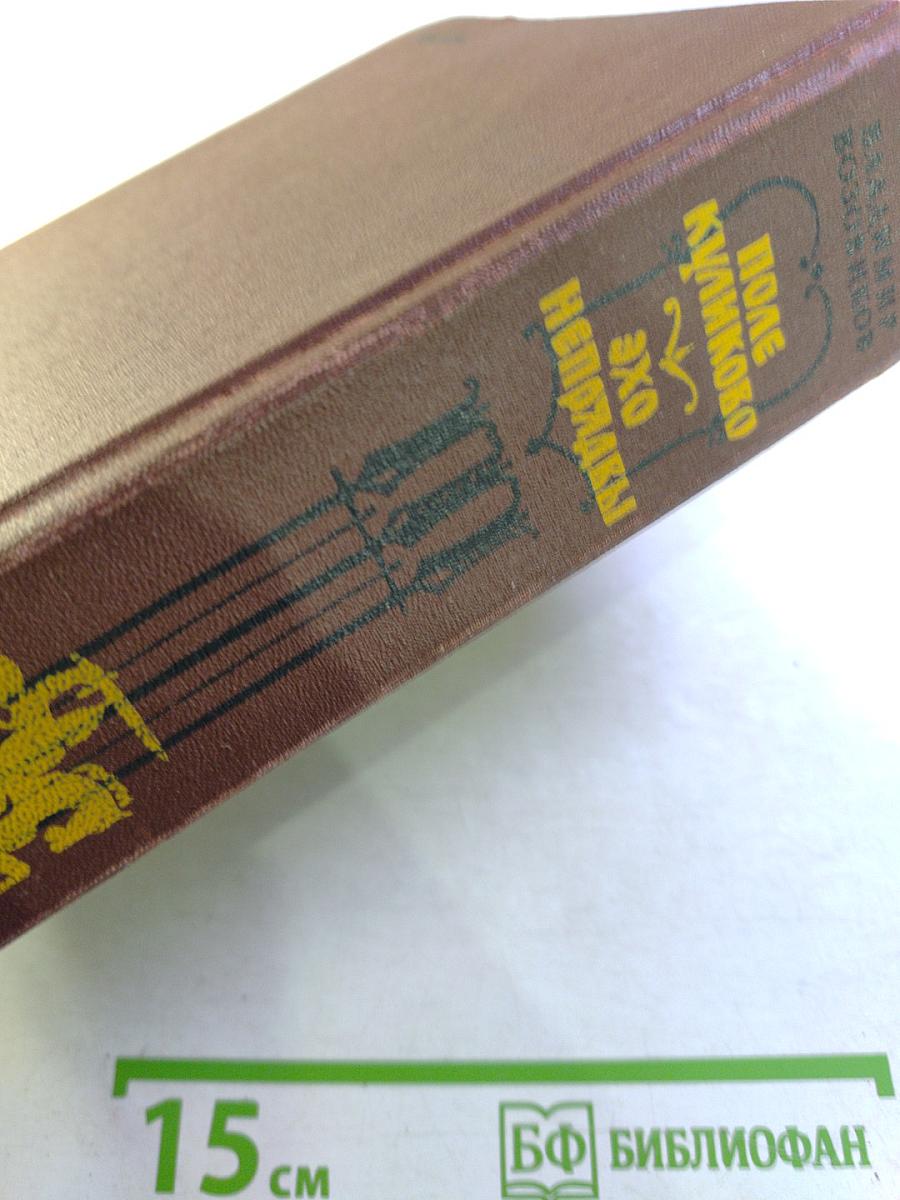 ВЛАДИМИР
ВОЗОВИКОВ
ПОЛЕ
КУЛИКОВО
ЭХО
НЕПРЯДВЫ
15 см
БФ БИБЛИОФАН